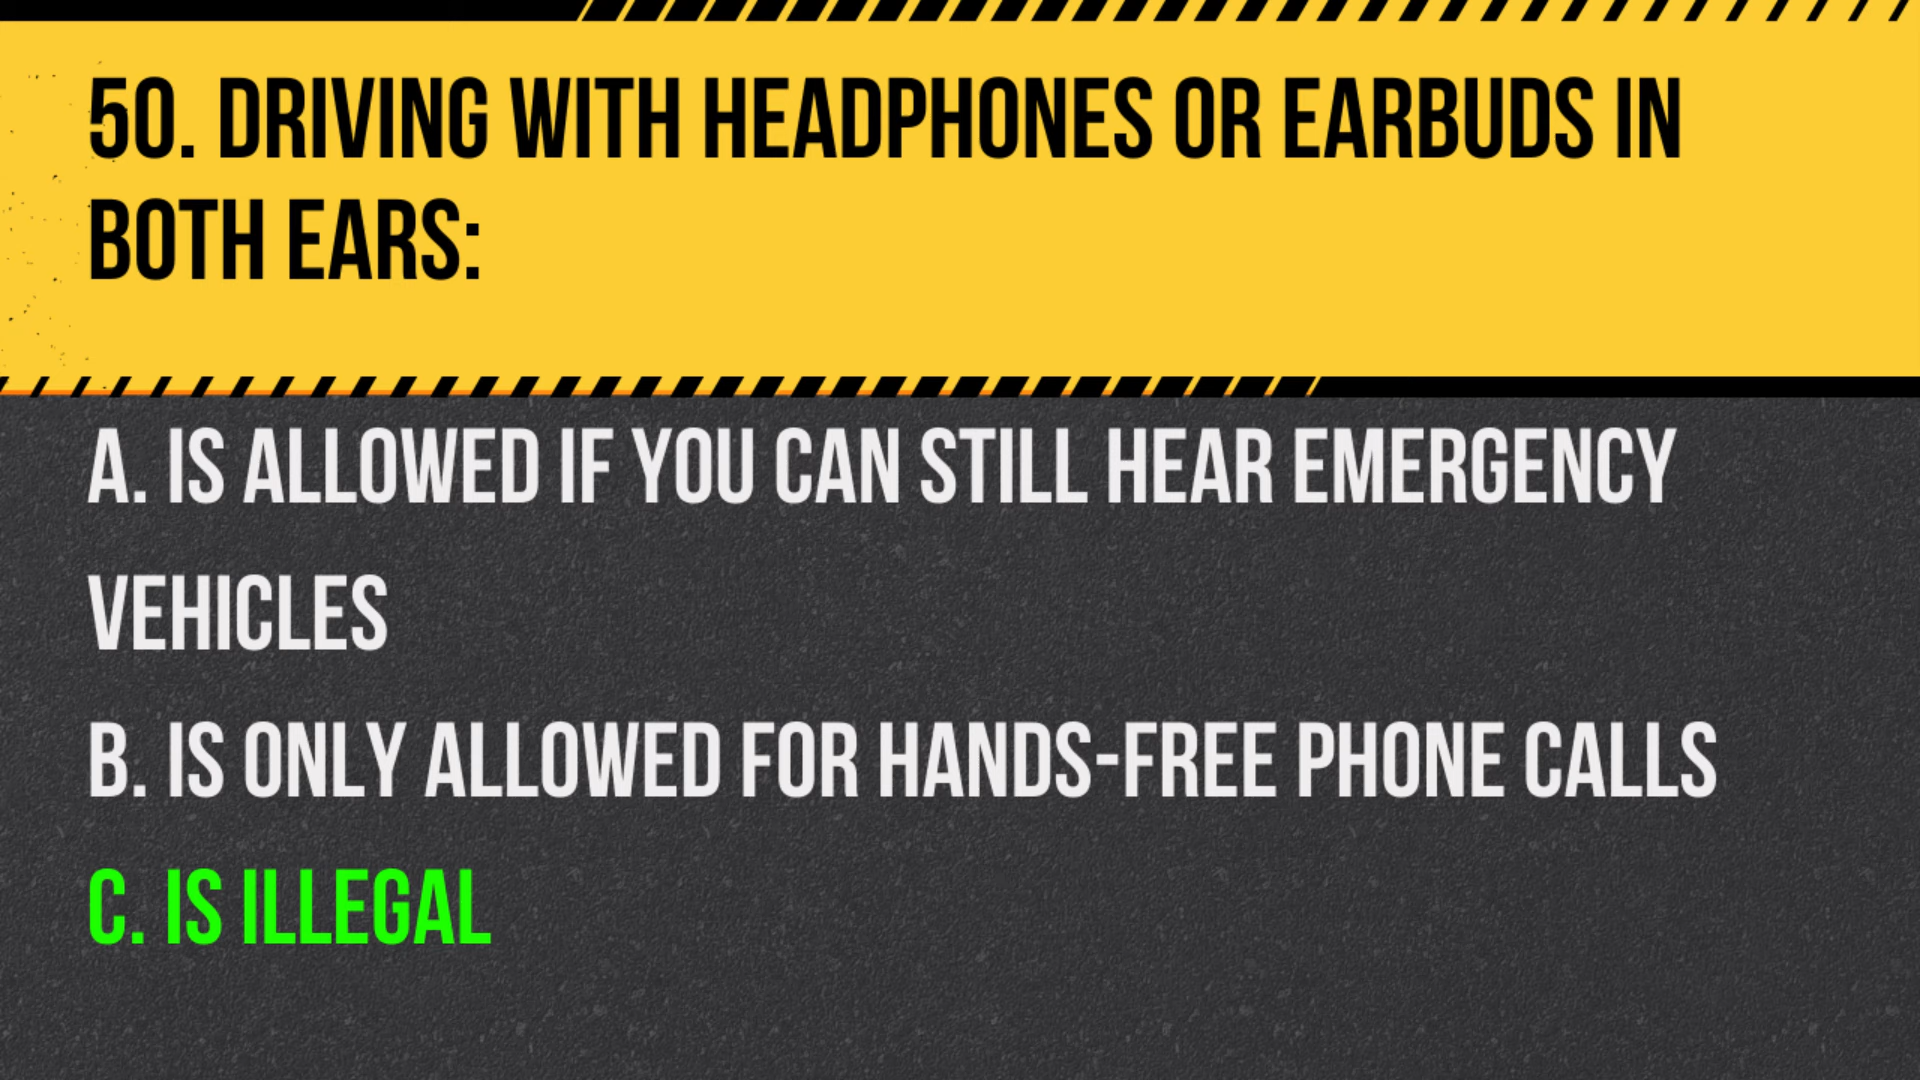 50. DRIVING WITH HEADPHONES OR EARBUDS IN
BOTH EARS:
A. IS ALLOWED IF YOU CAN STILL HEAR EMERGENCY
VEHICLES
B. IS ONLY ALLOWED FOR HANDS-FREE PHONE CALLS
C. IS ILLEGAL